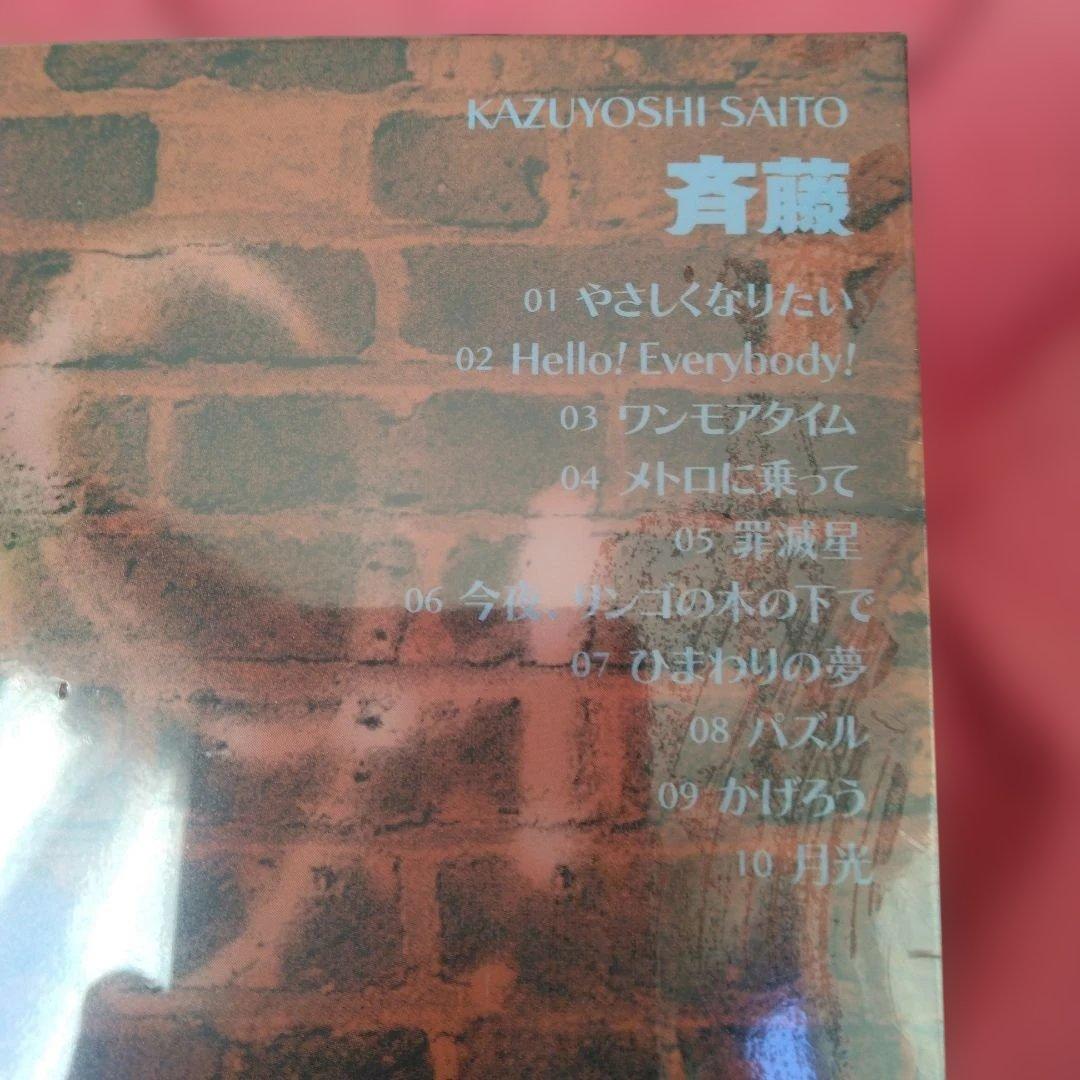 KAZUYOSHI SAITO
斉藤
01 やさしくなりたい
02 Hello! Everybody!
03 ワンモアタイム
04 メトロに乗って
05 罪滅星
06 今夜、リンゴの木の下で
07 ひまわりの夢
08 パズル
09 かげろう
10 月光